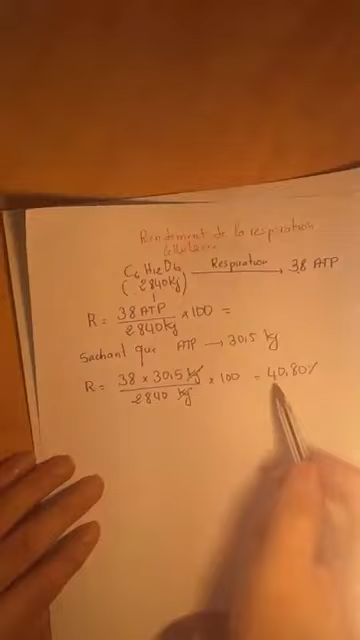 Rendement de la respiration
Cellulaire
C6 H12 O6 Respiration → 38 ATP
(2840kj)
R = 38 ATP / 2840kj × 100 =
Sachant que ATP → 30,5 kj
R = 38 × 30,5 kj / 2840 kj × 100 = 40,80%